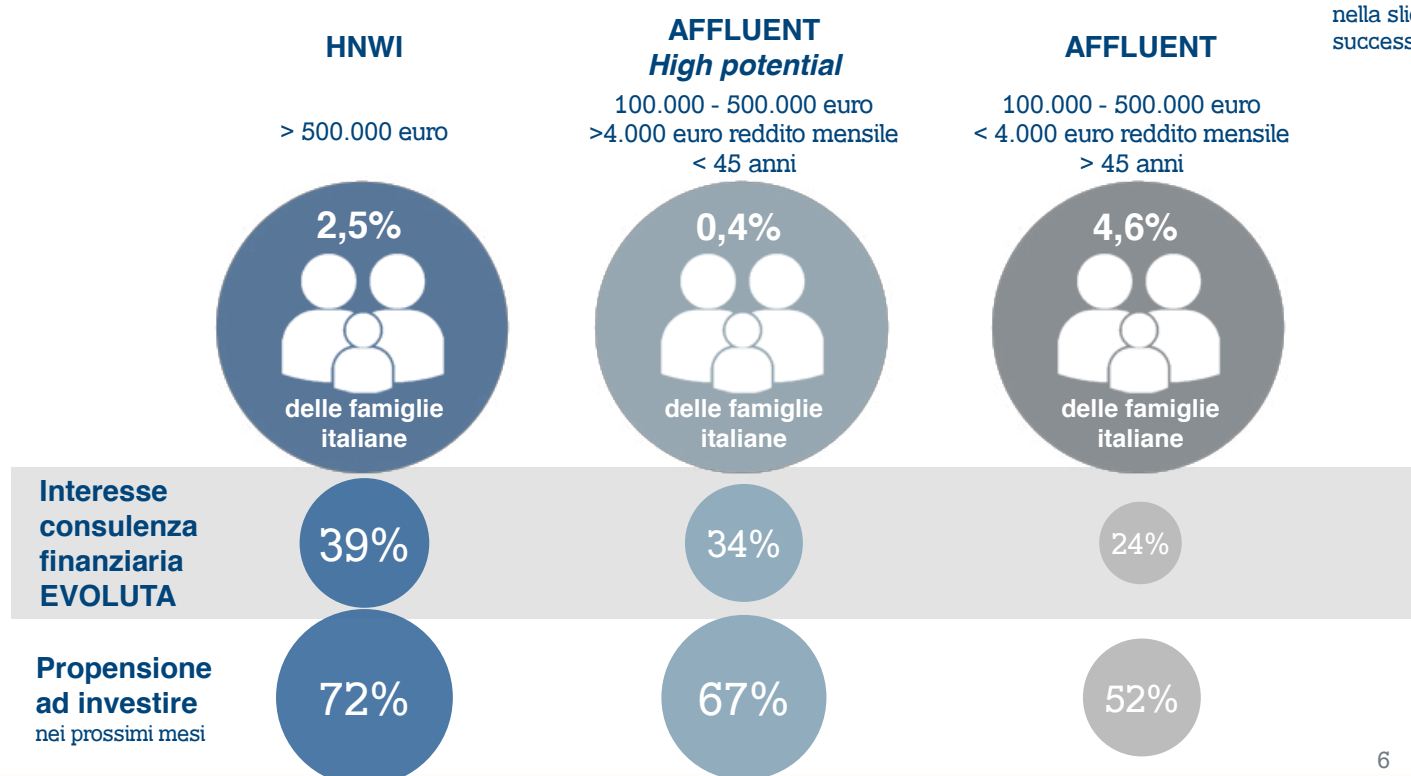 nella
HNWI
> 500.000 euro
AFFLUENT
High potential
100.000 - 500.000 euro
>4.000 euro reddito mensile
< 45 anni
AFFLUENT
100.000 - 500.000 euro
< 4.000 euro reddito mensile
> 45 anni
2,5%
delle famiglie
italiane
0,4%
delle famiglie
italiane
4,6%
delle famiglie
italiane
Interesse
consulenza
finanziaria
EVOLUTA
39%
34%
24%
Propensione
ad investire
nei prossimi mesi
72%
67%
52%
6